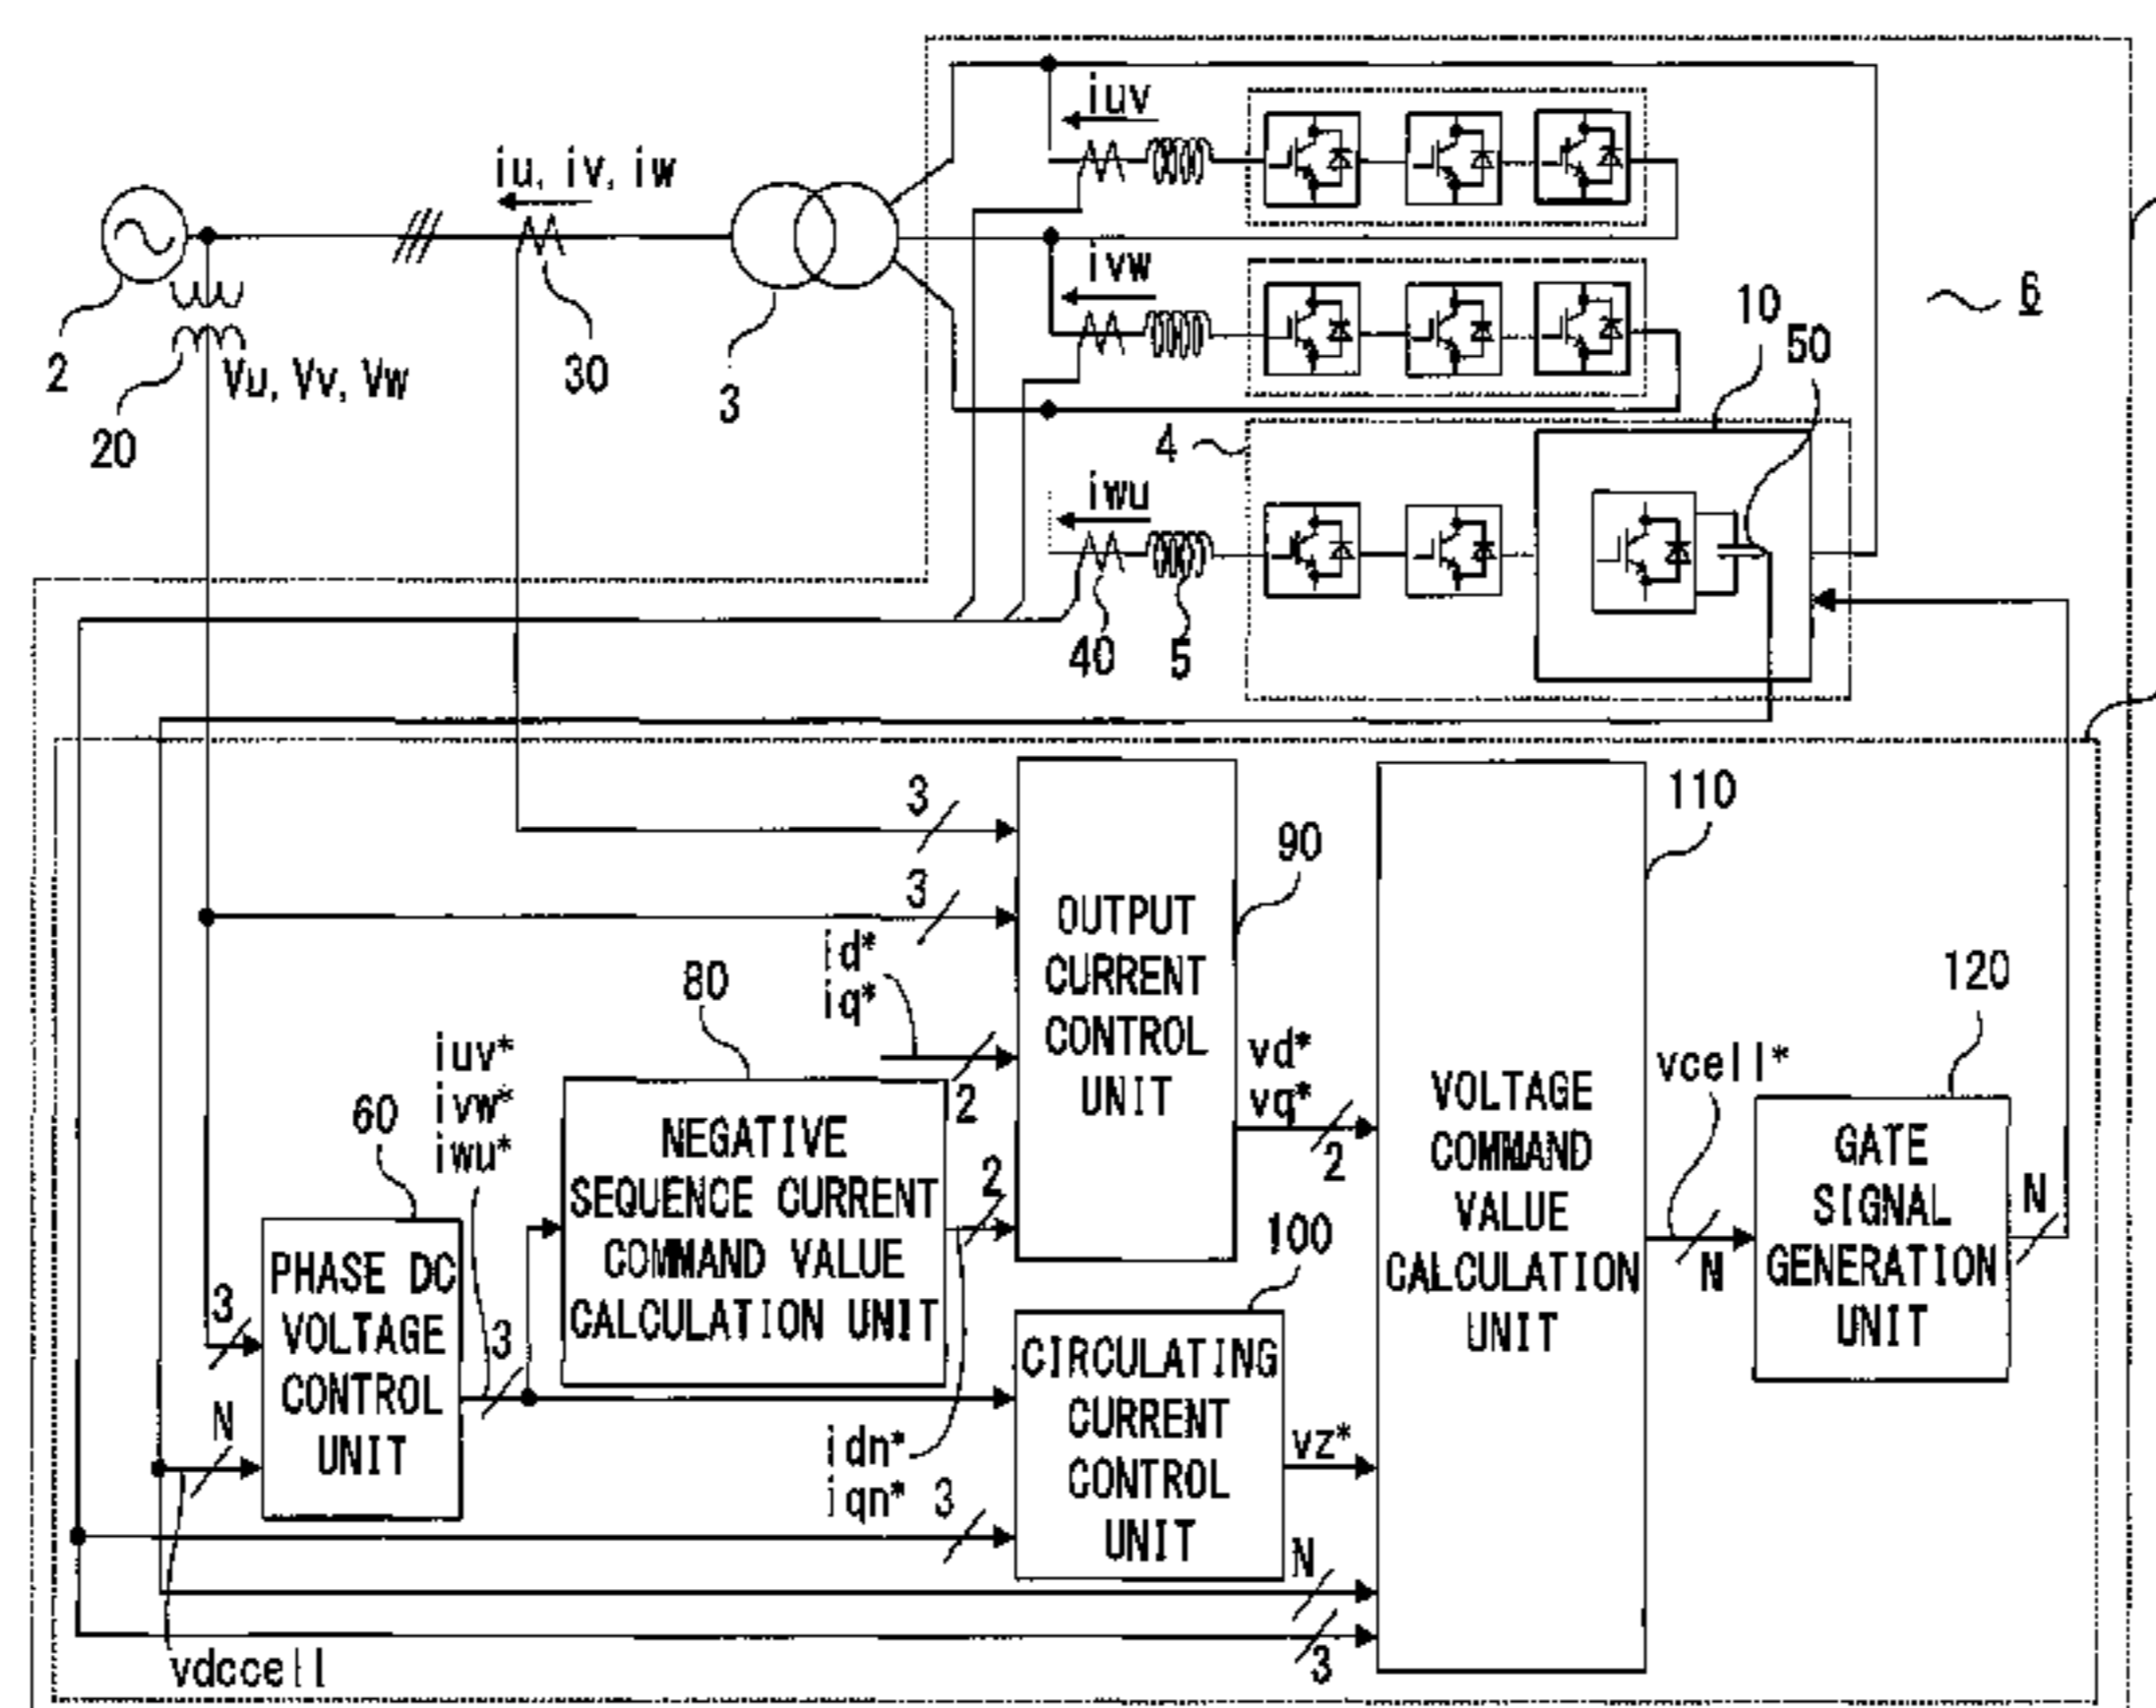 iuv
iu, iv, iw
ivw
6
10
50
2
30
3
Vu, Vv, Vw
20
4
iwu
40
5
3
110
90
3
OUTPUT
CURRENT
CONTROL
UNIT
id*
iq*
80
120
2
vd*
vq*
2
iuv*
ivw*
iwu*
60
NEGATIVE
SEQUENCE CURRENT
COMMAND VALUE
CALCULATION UNIT
2
VOLTAGE
COMMAND
VALUE
CALCULATION
UNIT
vcell*
N
GATE
SIGNAL
GENERATION
UNIT
N
100
3
PHASE DC
VOLTAGE
CONTROL
UNIT
3
N
CIRCULATING
CURRENT
CONTROL
UNIT
idn*
iqn*
3
vz*
N
3
vdccell